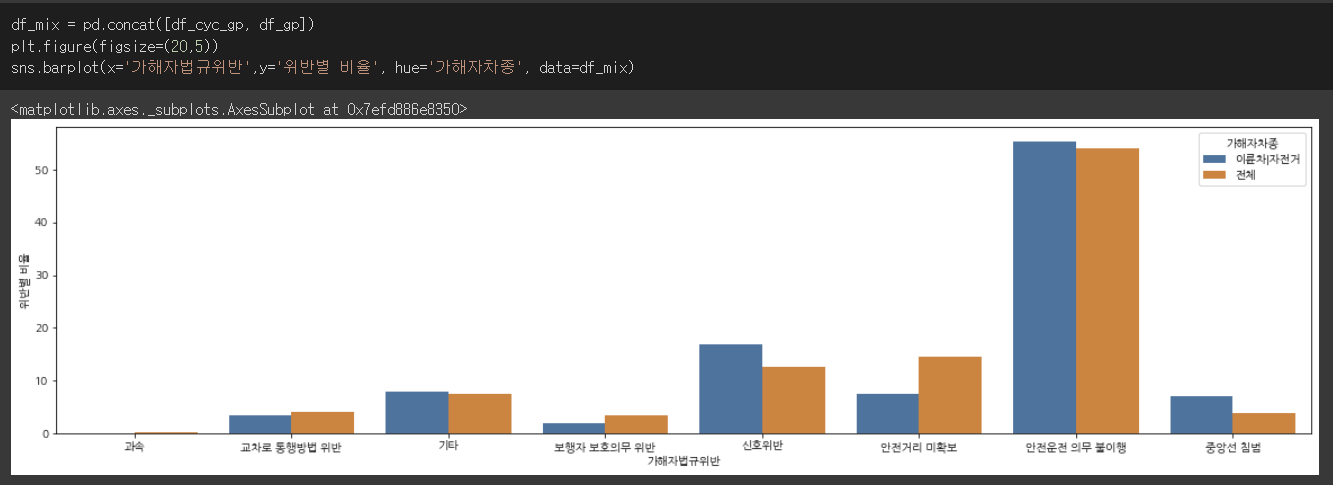 df_mix = pd.concat([df_cyc_gp, df_gp])
plt.figure(figsize=(20,5))
sns.barplot(x='가해자법규위반',y='위반별 비율', hue='가해자차종', data=df_mix)
<matplotlib.axes._subplots.AxesSubplot at 0x7efd886e8350>
가해자차종
이륜차|자전거
전체
위반별 비율
50
40
30
20
10
0
과속 교차로 통행방법 위반 기타 보행자 보호의무 위반 신호위반 안전거리 미확보 안전운전 의무 불이행 중앙선 침범
가해자법규위반